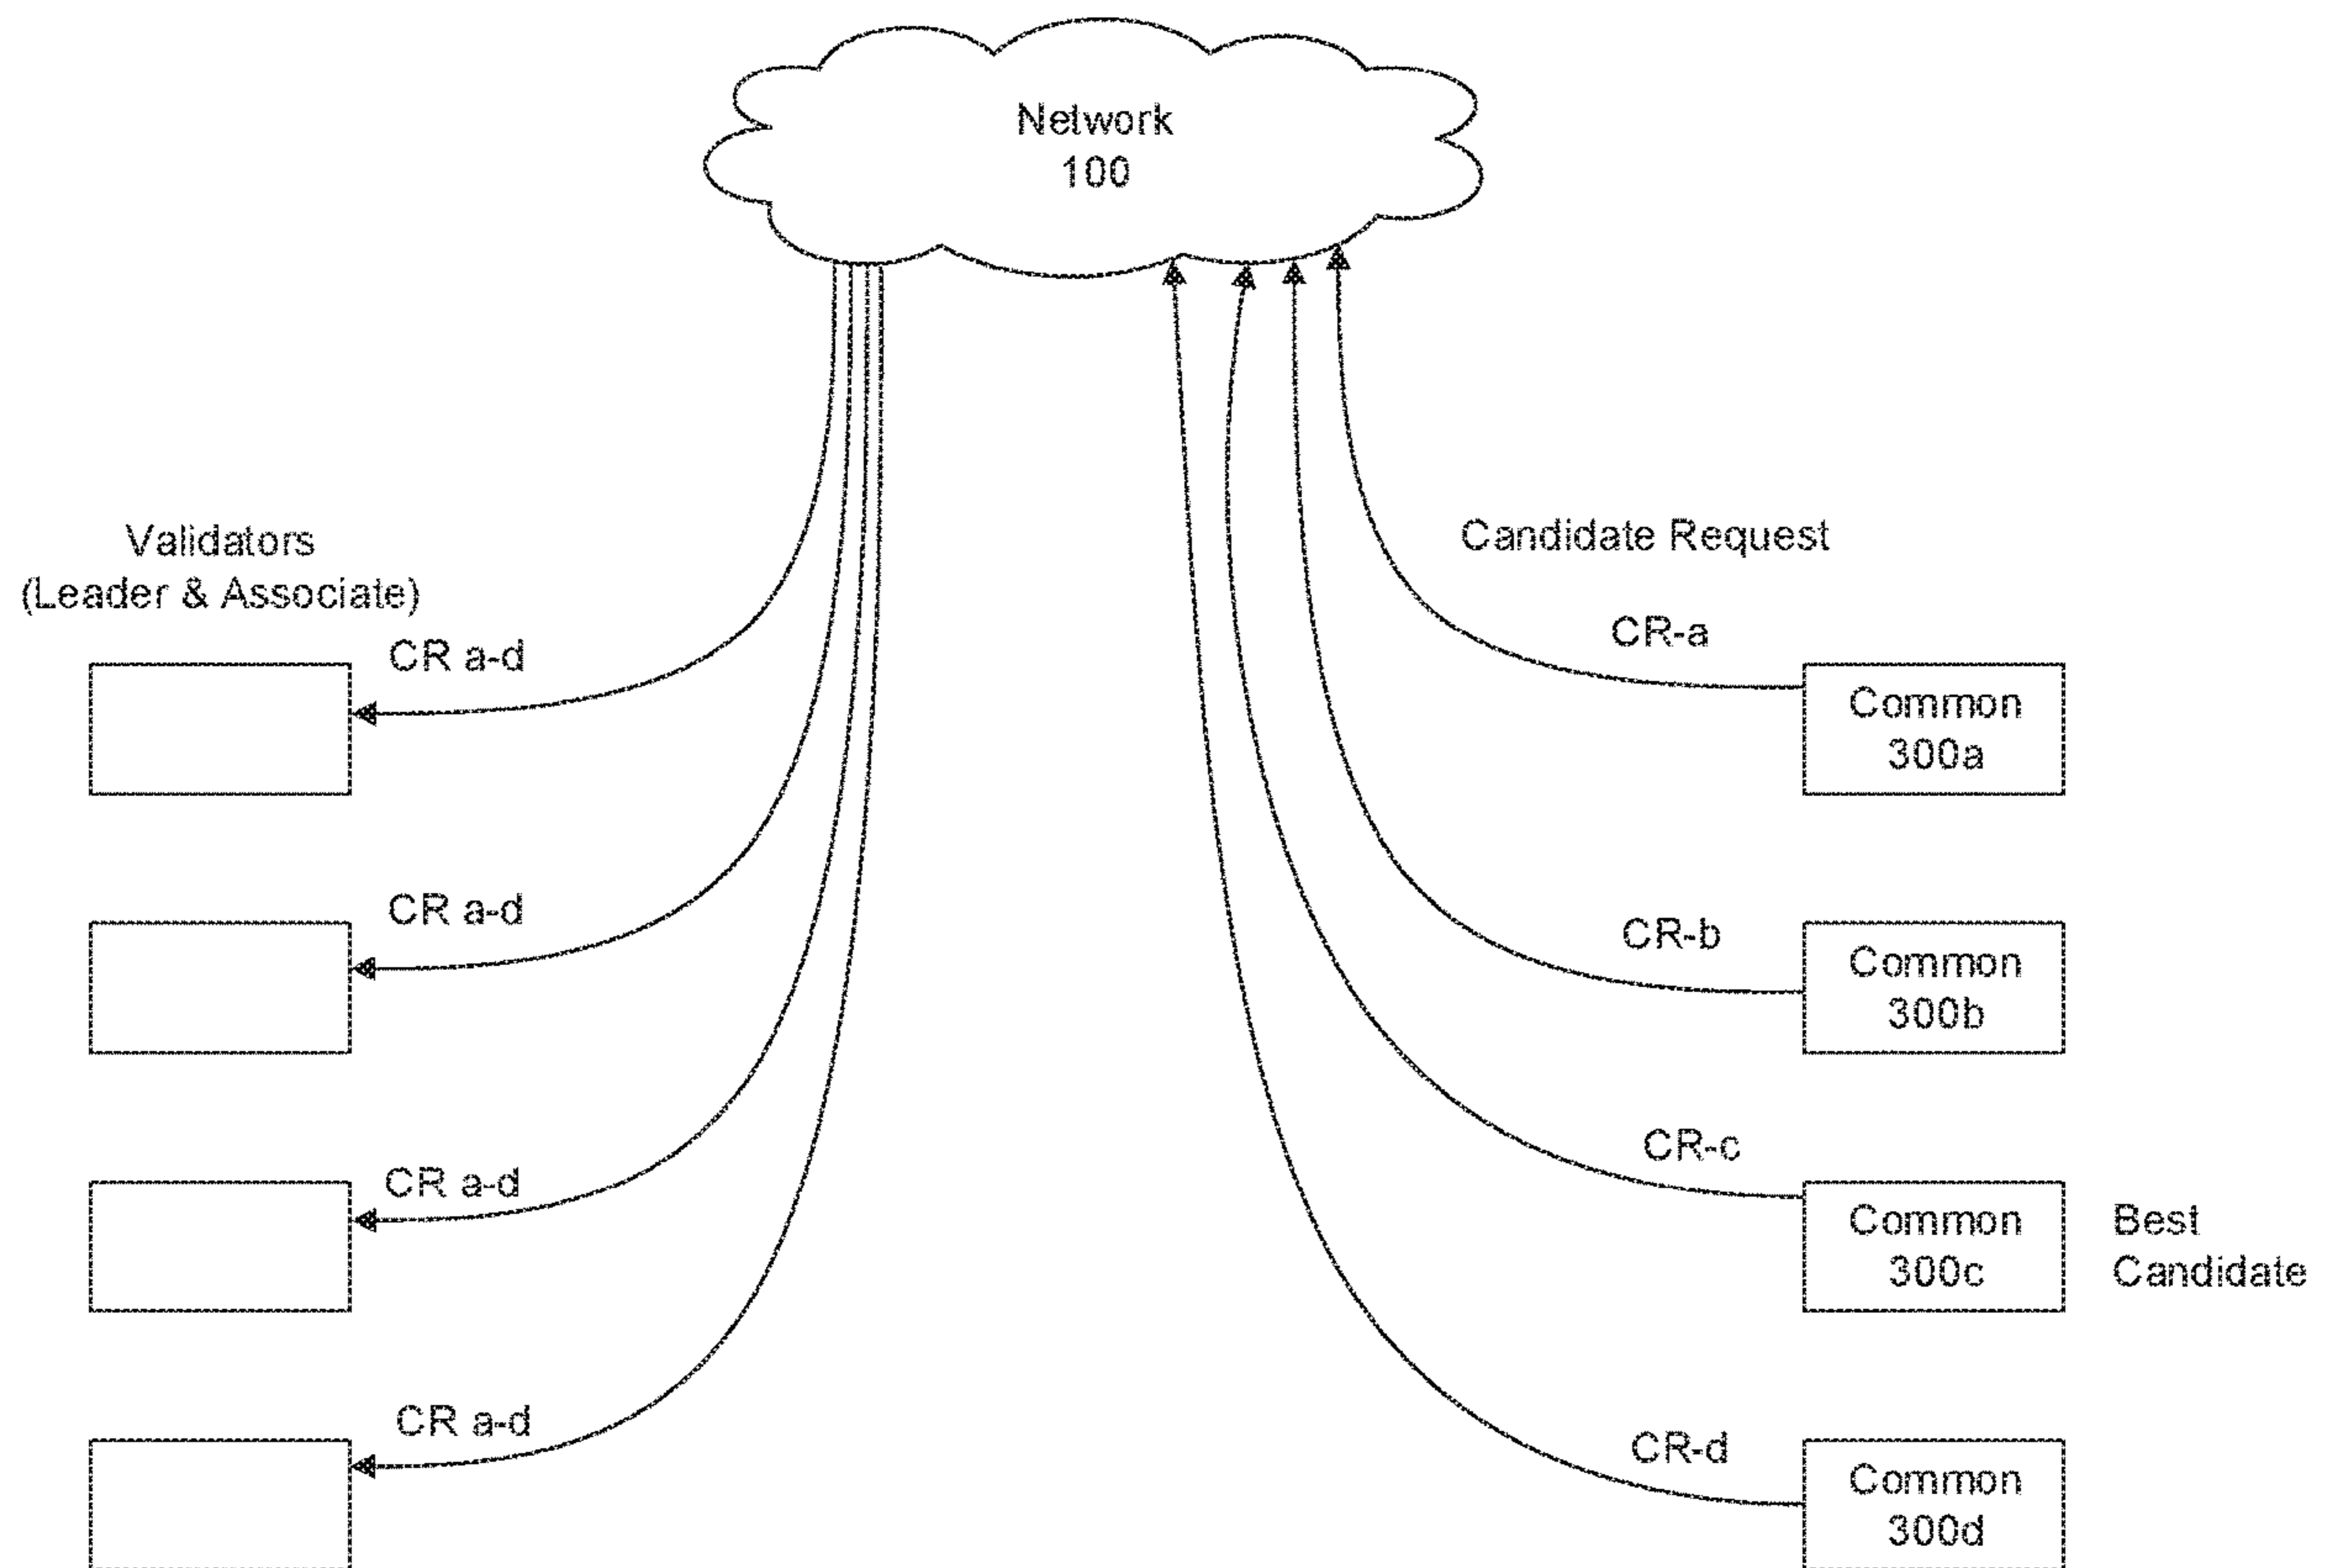 Network
100
Validators
(Leader & Associate)
Candidate Request
CR a-d
CR-a
Common
300a
CR a-d
CR-b
Common
300b
CR a-d
CR-c
Common
300c
Best
Candidate
CR a-d
CR-d
Common
300d